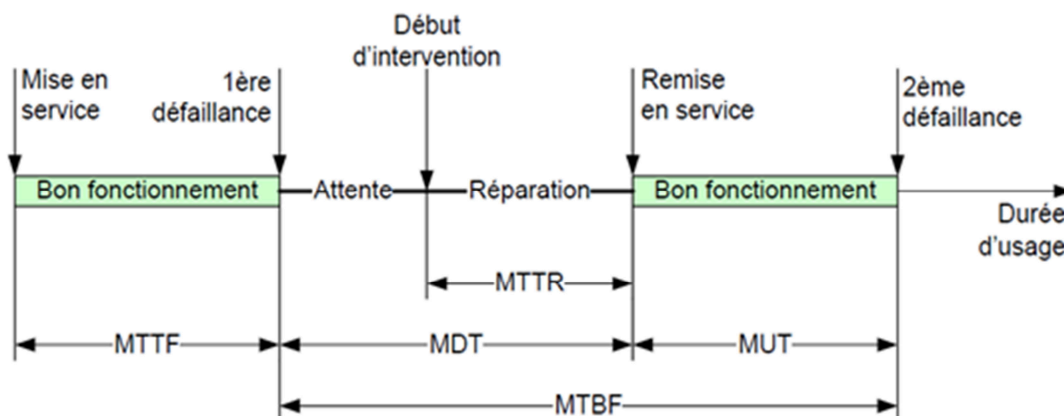 Début
d'intervention
Mise en
service
1ère
défaillance
Remise
en service
2ème
défaillance
Bon fonctionnement
Attente
Réparation
Bon fonctionnement
Durée
d'usage
MTTR
MTTF
MDT
MUT
MTBF